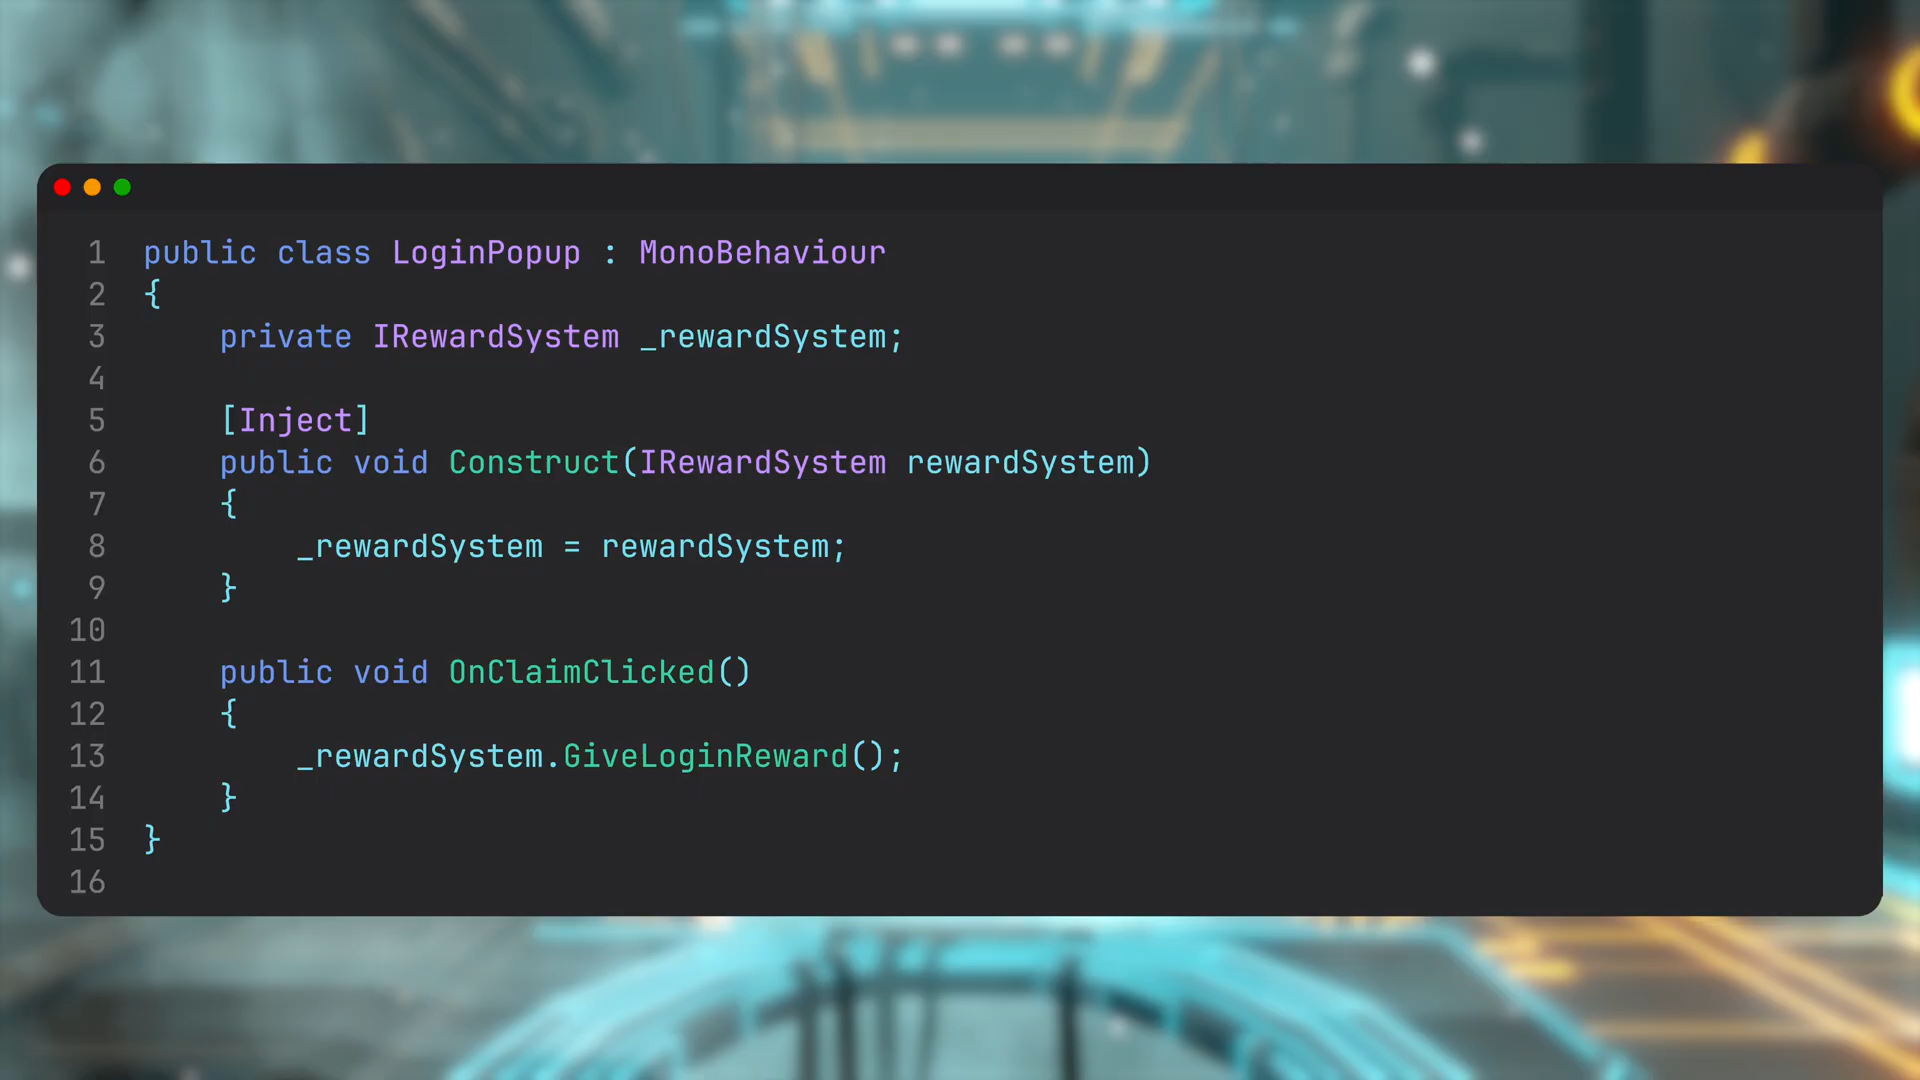 1 public class LoginPopup : MonoBehaviour
2 {
3     private IRewardSystem _rewardSystem;
4
5     [Inject]
6     public void Construct(IRewardSystem rewardSystem)
7     {
8         _rewardSystem = rewardSystem;
9     }
10
11     public void OnClaimClicked()
12     {
13         _rewardSystem.GiveLoginReward();
14     }
15 }
16